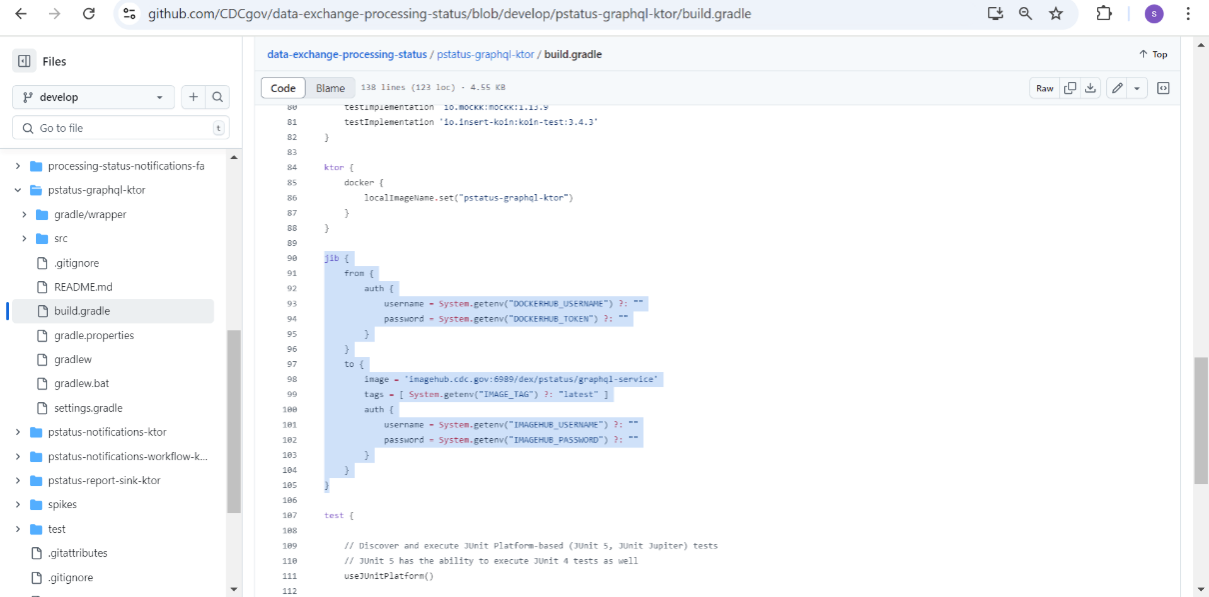 github.com/CDCgov/data-exchange-processing-status/blob/develop/pstatus-graphql-ktor/build.gradle
S
Files
develop
Go to file
t
processing-status-notifications-fa
pstatus-graphql-ktor
gradle/wrapper
src
.gitignore
README.md
build.gradle
gradle.properties
gradlew
gradlew.bat
settings.gradle
pstatus-notifications-ktor
pstatus-notifications-workflow-k...
pstatus-report-sink-ktor
spikes
test
.gitattributes
.gitignore
data-exchange-processing-status / pstatus-graphql-ktor / build.gradle
Top
Code Blame 138 lines (123 loc) · 4.55 KB
Raw
80 testImplementation 'io.mockk:mockk:1.13.9'
81 testImplementation 'io.insert-koin:koin-test:3.4.3'
82 }
83
84 ktor {
85 docker {
86 localImageName.set("pstatus-graphql-ktor")
87 }
88 }
89
90 jib {
91 from {
92 auth {
93 username = System.getenv("DOCKERHUB_USERNAME") ?: ""
94 password = System.getenv("DOCKERHUB_TOKEN") ?: ""
95 }
96 }
97 to {
98 image = 'imagehub.cdc.gov:6989/dex/pstatus/graphql-service'
99 tags = [ System.getenv("IMAGE_TAG") ?: "latest" ]
100 auth {
101 username = System.getenv("IMAGEHUB_USERNAME") ?: ""
102 password = System.getenv("IMAGEHUB_PASSWORD") ?: ""
103 }
104 }
105 }
106
107 test {
108
109 // Discover and execute JUnit Platform-based (JUnit 5, JUnit Jupiter) tests
110 // JUnit 5 has the ability to execute JUnit 4 tests as well
111 useJUnitPlatform()
112